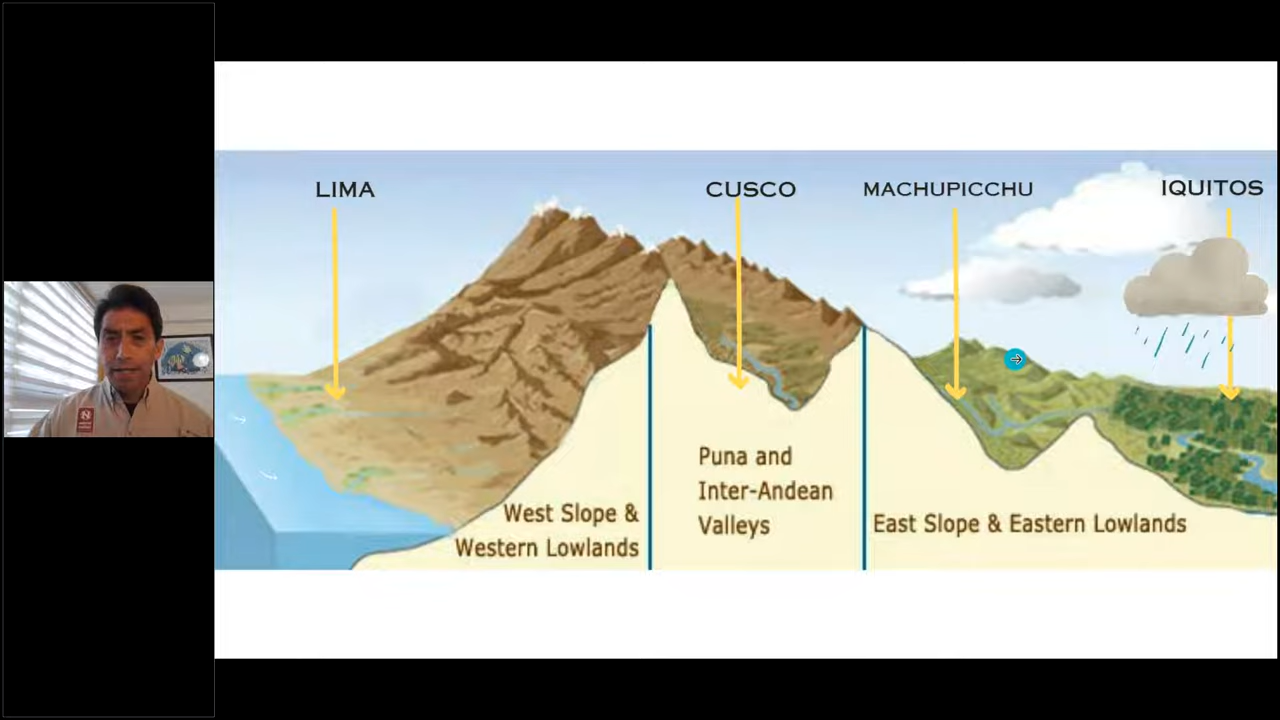 LIMA
CUSCO
MACHUPICCHU
IQUITOS
West Slope &
Western Lowlands
Puna and
Inter-Andean
Valleys
East Slope & Eastern Lowlands